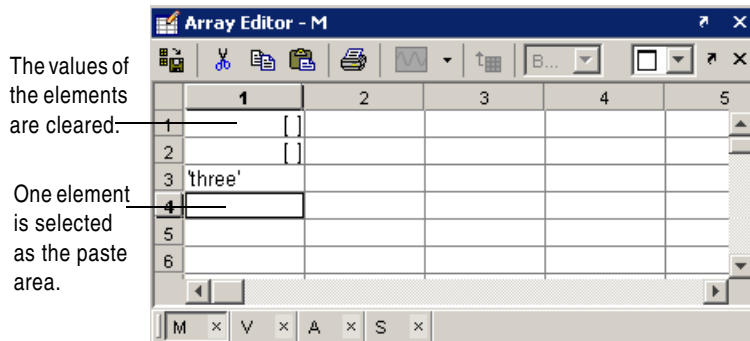 Array Editor - M
B...
The values of
the elements
are cleared.
1 2 3 4 5
1 [ ]
2 [ ]
3 'three'
4
5
6
One element
is selected
as the paste
area.
M V A S